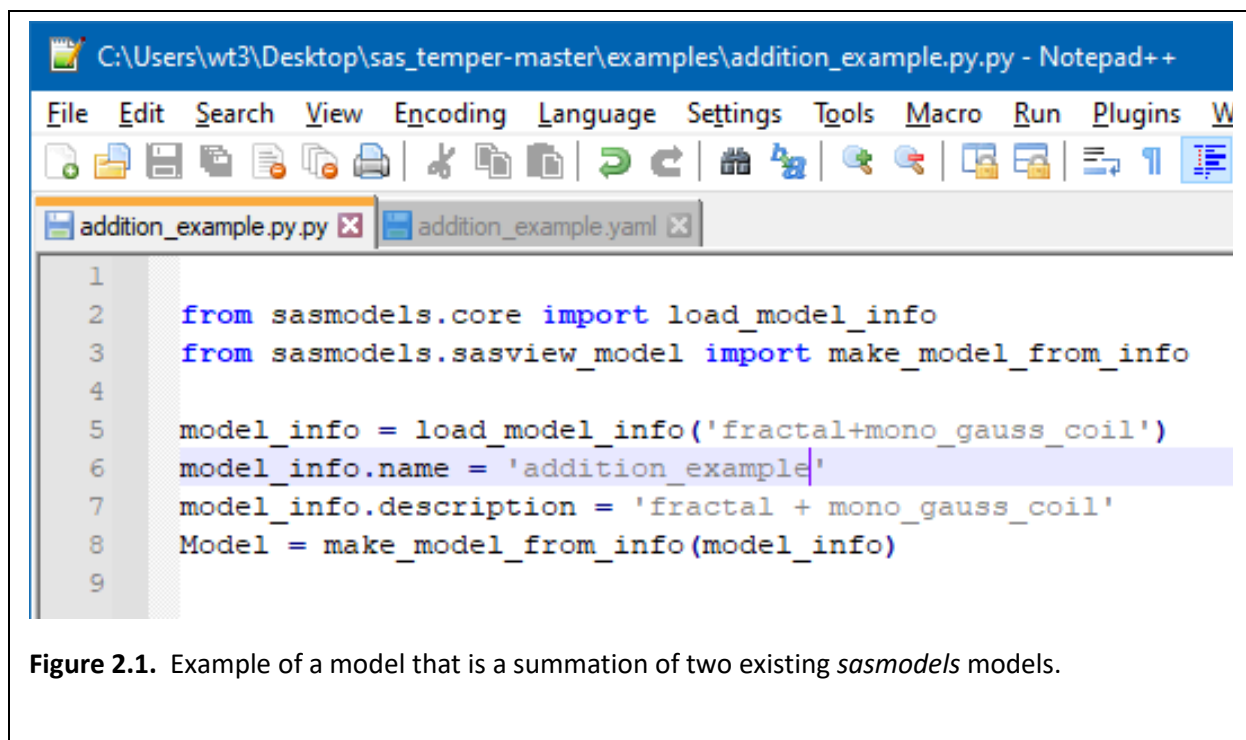 C:\Users\wt3\Desktop\sas_temper-master\examples\addition_example.py.py - Notepad++
File Edit Search View Encoding Language Settings Tools Macro Run Plugins W
addition_example.py.py addition_example.yaml
1
2 from sasmodels.core import load_model_info
3 from sasmodels.sasview_model import make_model_from_info
4
5 model_info = load_model_info('fractal+mono_gauss_coil')
6 model_info.name = 'addition_example'
7 model_info.description = 'fractal + mono_gauss_coil'
8 Model = make_model_from_info(model_info)
9
Figure 2.1. Example of a model that is a summation of two existing sasmodels models.